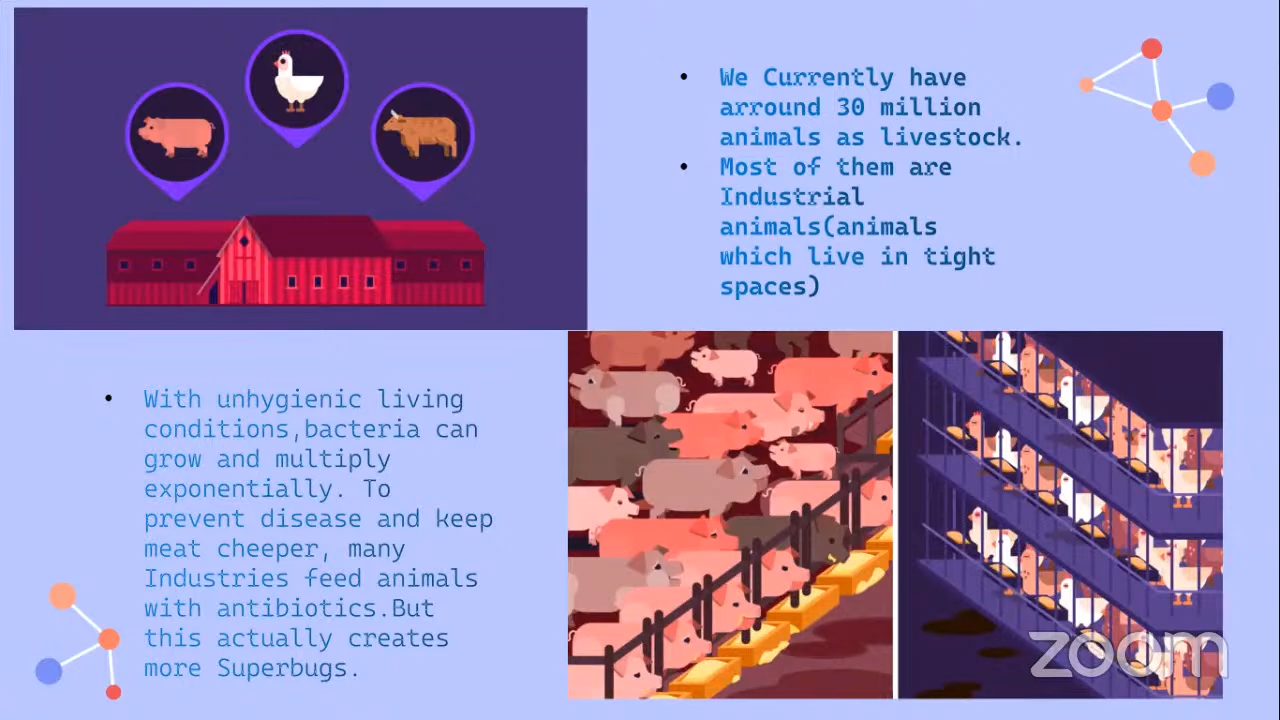 We Currently have
arround 30 million
animals as livestock.
Most of them are
Industrial
animals(animals
which live in tight
spaces)
With unhygienic living
conditions,bacteria can
grow and multiply
exponentially. To
prevent disease and keep
meat cheeper, many
Industries feed animals
with antibiotics.But
this actually creates
more Superbugs.
zoom